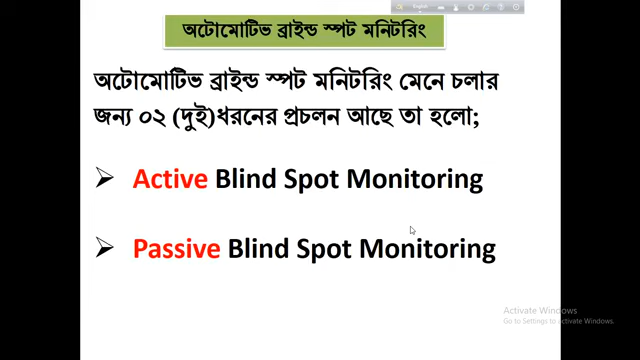 English
অটোমোটিভ ব্রাইন্ড স্পট মনিটরিং
অটোমোটিভ ব্রাইন্ড স্পট মনিটরিং মেনে চলার
জন্য ০২ (দুই)ধরনের প্রচলন আছে তা হলো;
➢ Active Blind Spot Monitoring
➢ Passive Blind Spot Monitoring
Activate Windows
Go to Settings to activate Windows.